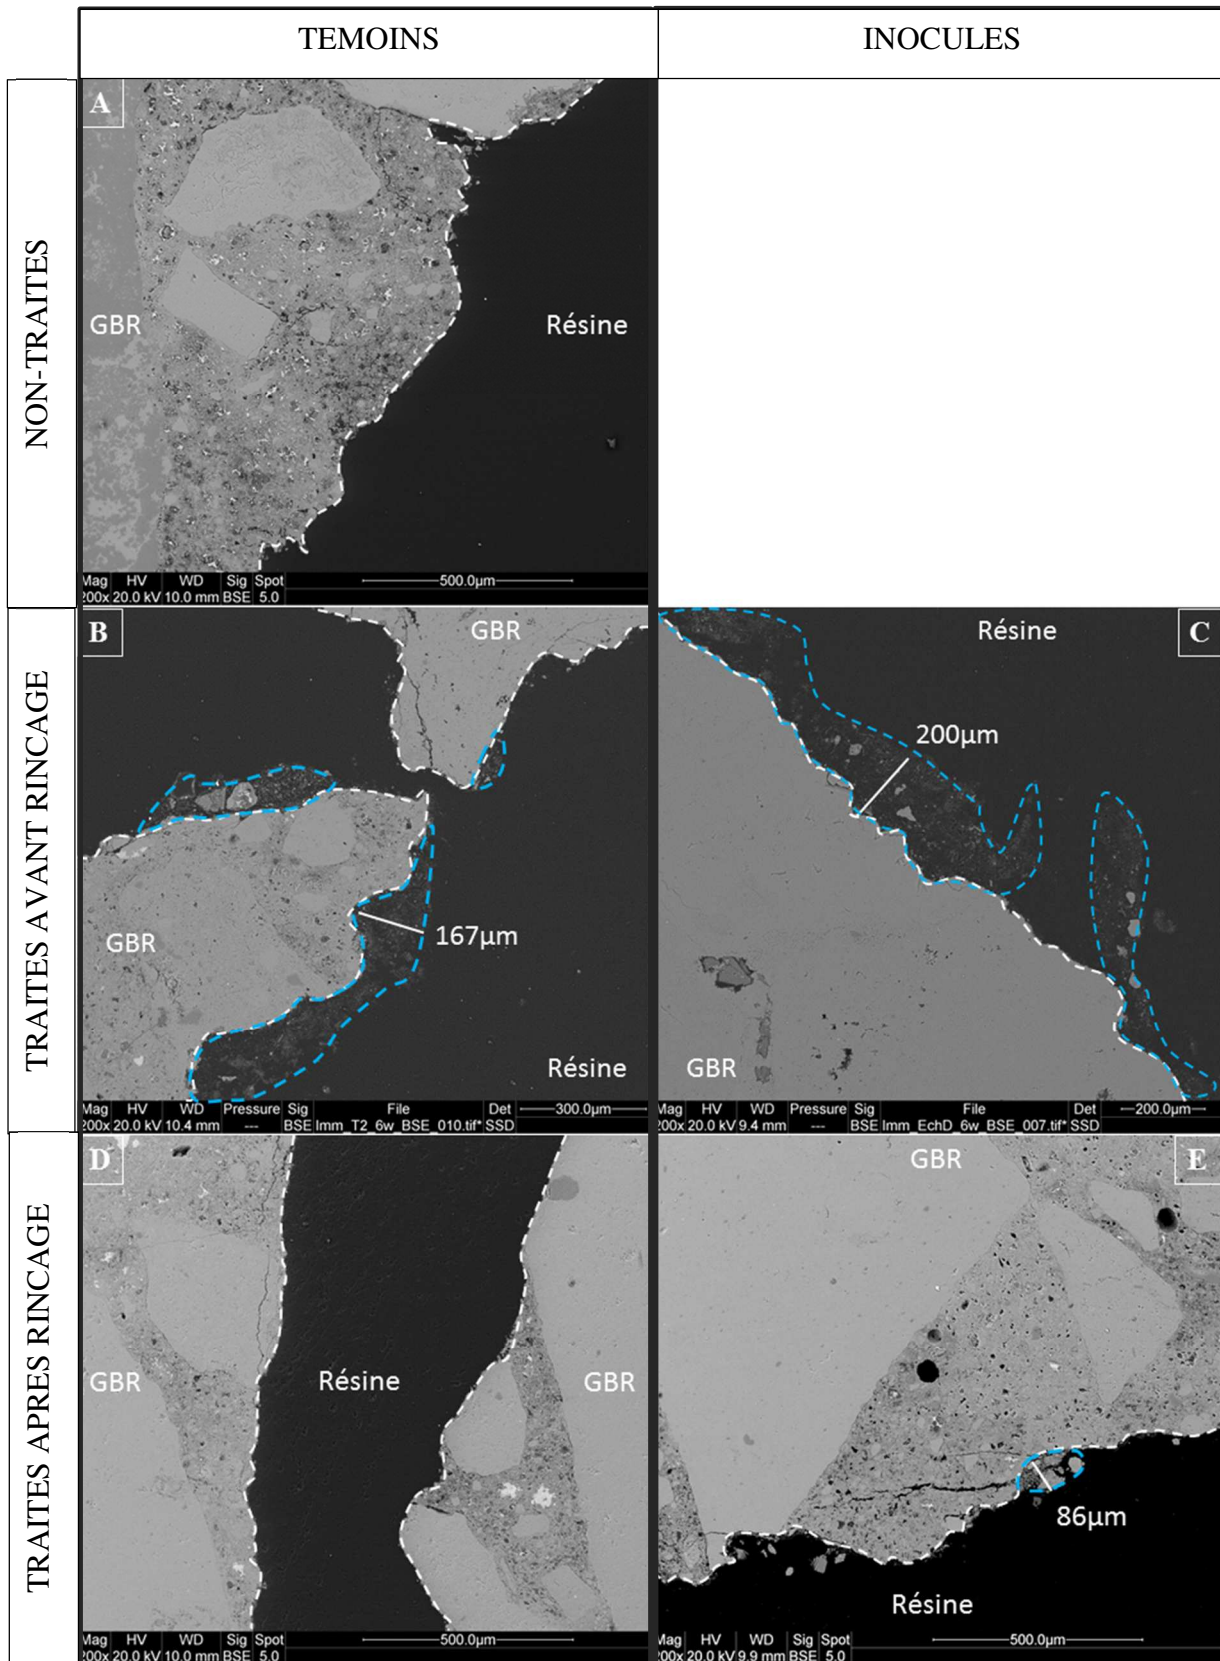 TEMOINS
INOCULES
NON-TRAITES
A
GBR
Résine
Mag HV WD Sig Spot
200x 20.0 kV 10.0 mm BSE 5.0
500.0µm
TRAITES AVANT RINCAGE
B
GBR
GBR
167µm
Résine
Mag HV WD Pressure Sig File Det
200x 20.0 kV 10.4 mm --- BSE Imm_T2_6w_BSE_010.tif* SSD
300.0µm
Résine
C
200µm
GBR
Mag HV WD Pressure Sig File Det
200x 20.0 kV 9.4 mm --- BSE Imm_EchD_6w_BSE_007.tif* SSD
200.0µm
TRAITES APRES RINCAGE
D
GBR
Résine
GBR
Mag HV WD Sig Spot
200x 20.0 kV 10.0 mm BSE 5.0
500.0µm
GBR
E
86µm
Résine
Mag HV WD Sig Spot
200x 20.0 kV 9.9 mm BSE 5.0
500.0µm